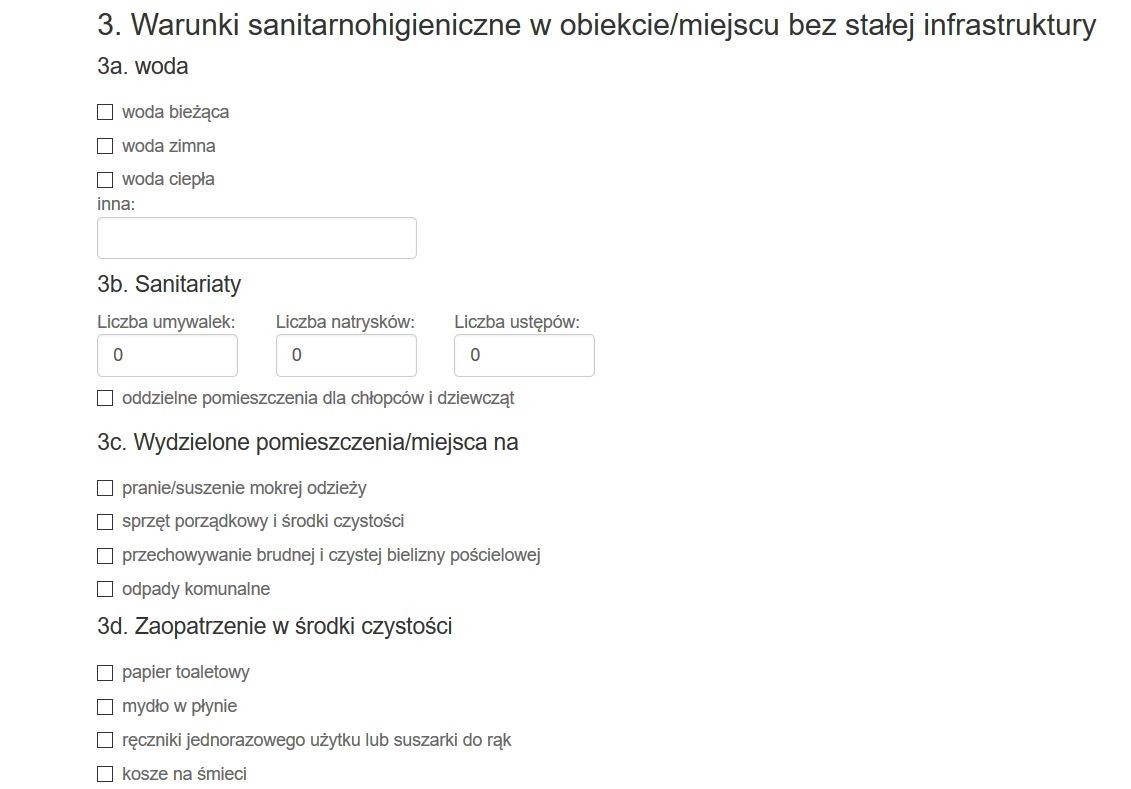 3. Warunki sanitarnohigieniczne w obiekcie/miejscu bez stałej infrastruktury
3a. woda
woda bieżąca
woda zimna
woda ciepła
inna:
3b. Sanitariaty
Liczba umywalek: Liczba natrysków: Liczba ustępów:
0 0 0
oddzielne pomieszczenia dla chłopców i dziewcząt
3c. Wydzielone pomieszczenia/miejsca na
pranie/suszenie mokrej odzieży
sprzęt porządkowy i środki czystości
przechowywanie brudnej i czystej bielizny pościelowej
odpady komunalne
3d. Zaopatrzenie w środki czystości
papier toaletowy
mydło w płynie
ręczniki jednorazowego użytku lub suszarki do rąk
kosze na śmieci